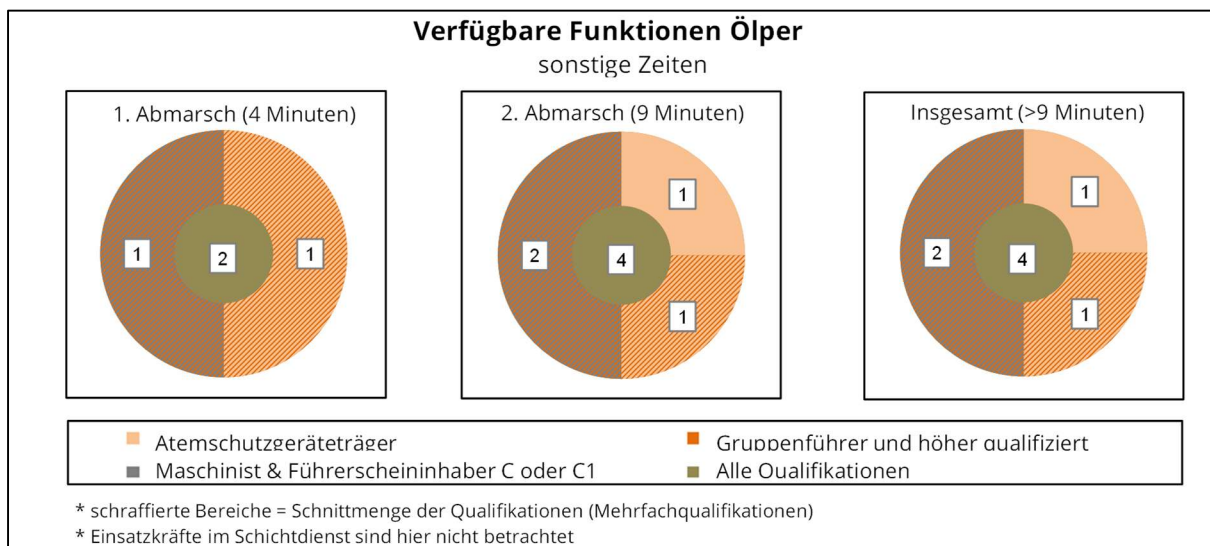 Verfügbare Funktionen Ölper
sonstige Zeiten
1. Abmarsch (4 Minuten)
1
2
1
2. Abmarsch (9 Minuten)
1
2
4
1
Insgesamt (>9 Minuten)
1
2
4
1
Atemschutzgeräteträger
Gruppenführer und höher qualifiziert
Maschinist & Führerscheininhaber C oder C1
Alle Qualifikationen
* schraffierte Bereiche = Schnittmenge der Qualifikationen (Mehrfachqualifikationen)
* Einsatzkräfte im Schichtdienst sind hier nicht betrachtet